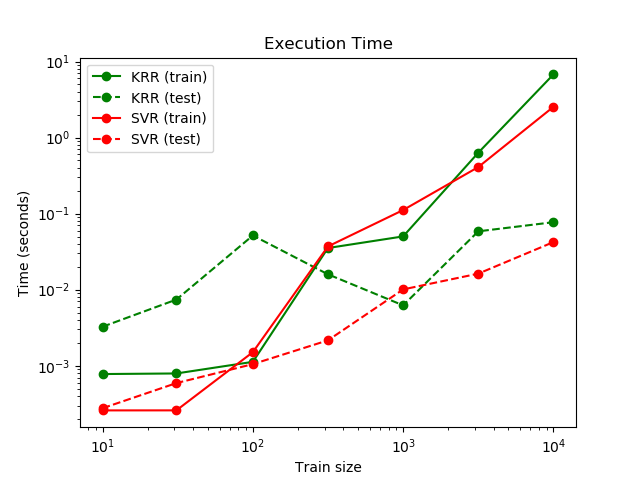 Execution Time
KRR (train)
KRR (test)
SVR (train)
SVR (test)
Time (seconds)
10¹
10⁰
10⁻¹
10⁻²
10⁻³
10¹
10²
10³
10⁴
Train size